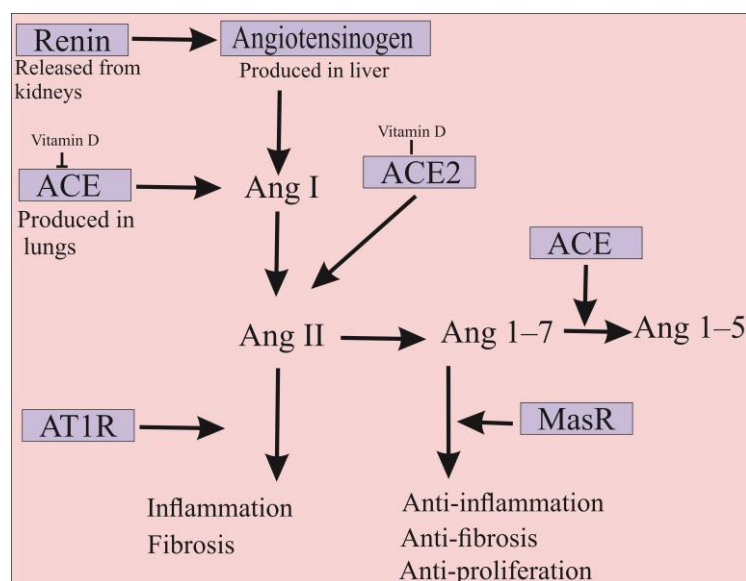 Renin
Angiotensinogen
Released from
kidneys
Produced in liver
Vitamin D
ACE
Produced in
lungs
Ang I
Vitamin D
ACE2
ACE
Ang II
Ang 1–7
Ang 1–5
AT1R
MasR
Inflammation
Fibrosis
Anti-inflammation
Anti-fibrosis
Anti-proliferation